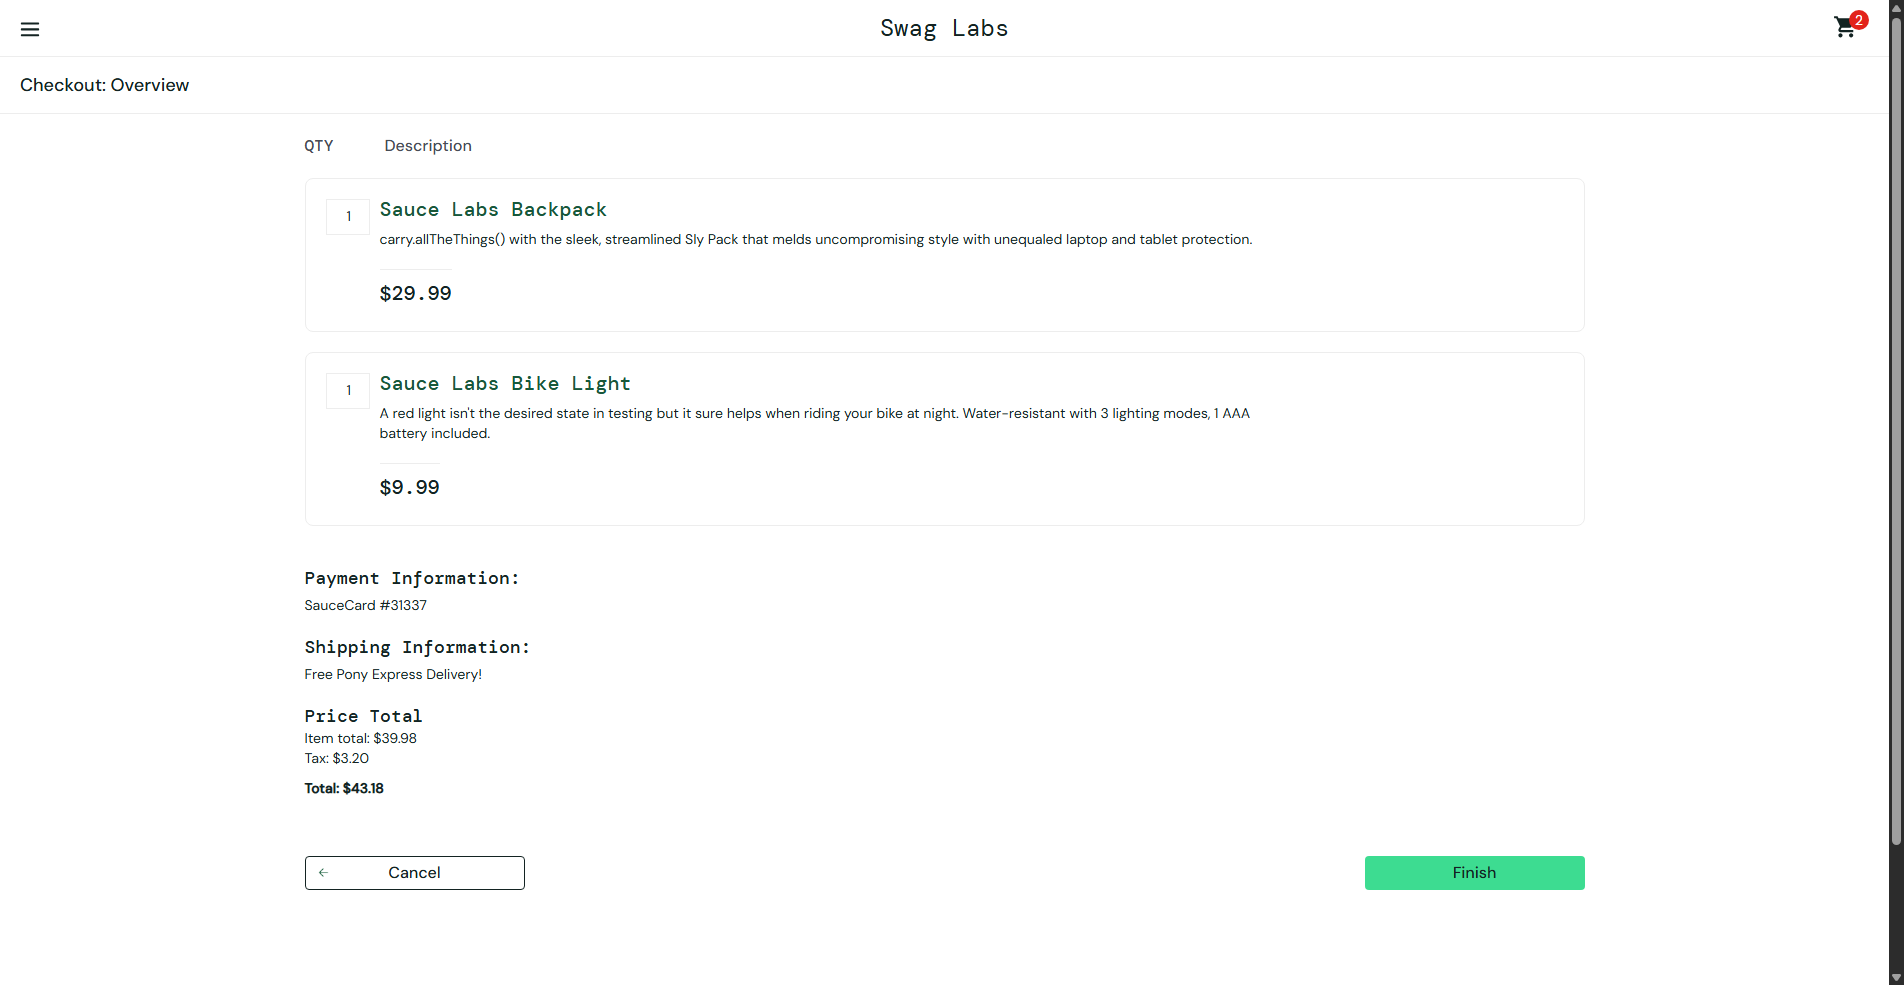 Swag Labs
2
Checkout: Overview
QTY Description
1
Sauce Labs Backpack
carry.allTheThings() with the sleek, streamlined Sly Pack that melds uncompromising style with unequaled laptop and tablet protection.
$29.99
1
Sauce Labs Bike Light
A red light isn't the desired state in testing but it sure helps when riding your bike at night. Water-resistant with 3 lighting modes, 1 AAA
battery included.
$9.99
Payment Information:
SauceCard #31337
Shipping Information:
Free Pony Express Delivery!
Price Total
Item total: $39.98
Tax: $3.20
Total: $43.18
Cancel
Finish